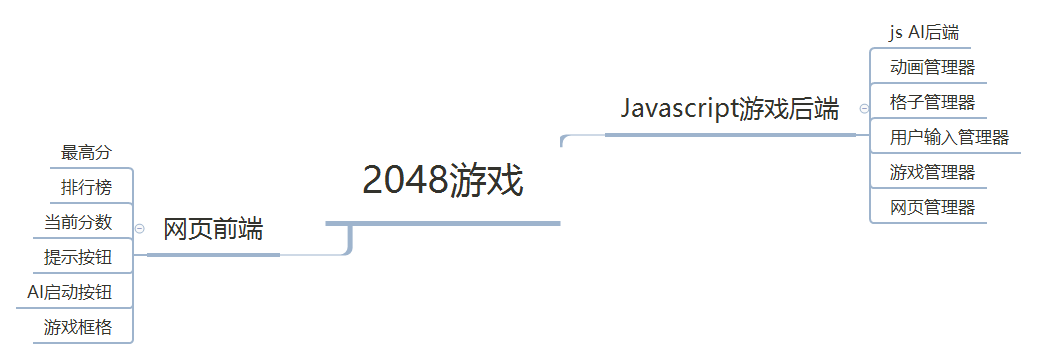 2048游戏
Javascript游戏后端
js AI后端
动画管理器
格子管理器
用户输入管理器
游戏管理器
网页管理器
网页前端
最高分
排行榜
当前分数
提示按钮
AI启动按钮
游戏框格